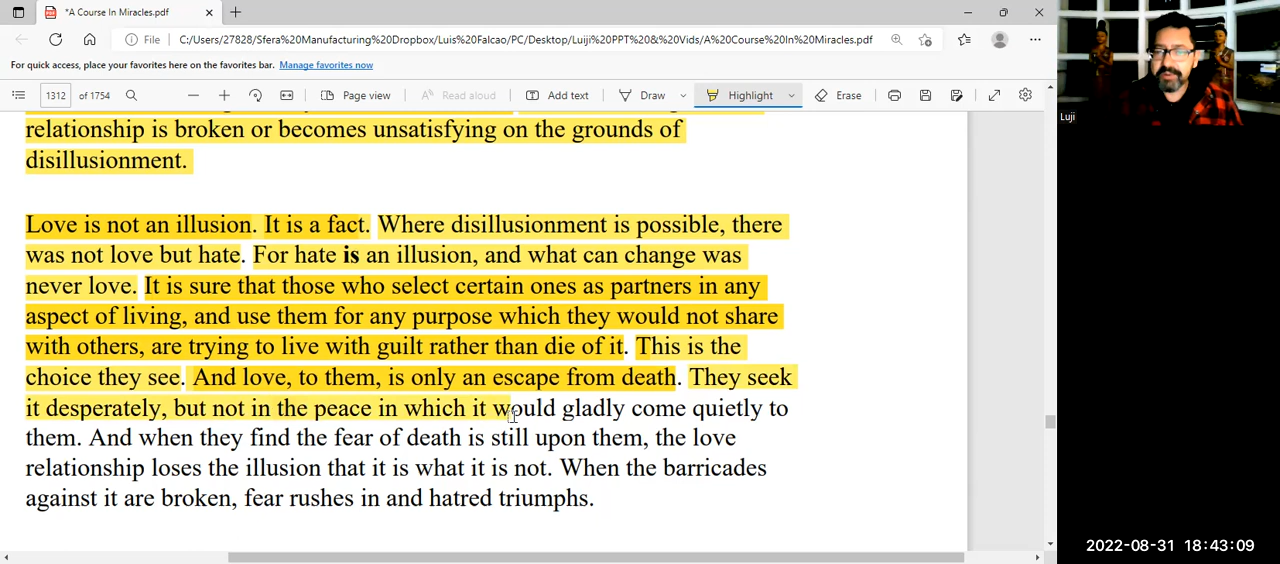 *A Course In Miracles.pdf
File C:/Users/27828/Sfera%20Manufacturing%20Dropbox/Luis%20Falcao/PC/Desktop/Luiji%20PPT%20&%20Vids/A%20Course%20In%20Miracles.pdf
For quick access, place your favorites here on the favorites bar. Manage favorites now
1312 of 1754 Page view Read aloud Add text Draw Highlight Erase
relationship is broken or becomes unsatisfying on the grounds of
disillusionment.
Love is not an illusion. It is a fact. Where disillusionment is possible, there
was not love but hate. For hate is an illusion, and what can change was
never love. It is sure that those who select certain ones as partners in any
aspect of living, and use them for any purpose which they would not share
with others, are trying to live with guilt rather than die of it. This is the
choice they see. And love, to them, is only an escape from death. They seek
it desperately, but not in the peace in which it would gladly come quietly to
them. And when they find the fear of death is still upon them, the love
relationship loses the illusion that it is what it is not. When the barricades
against it are broken, fear rushes in and hatred triumphs.
Luji
2022-08-31 18:43:09